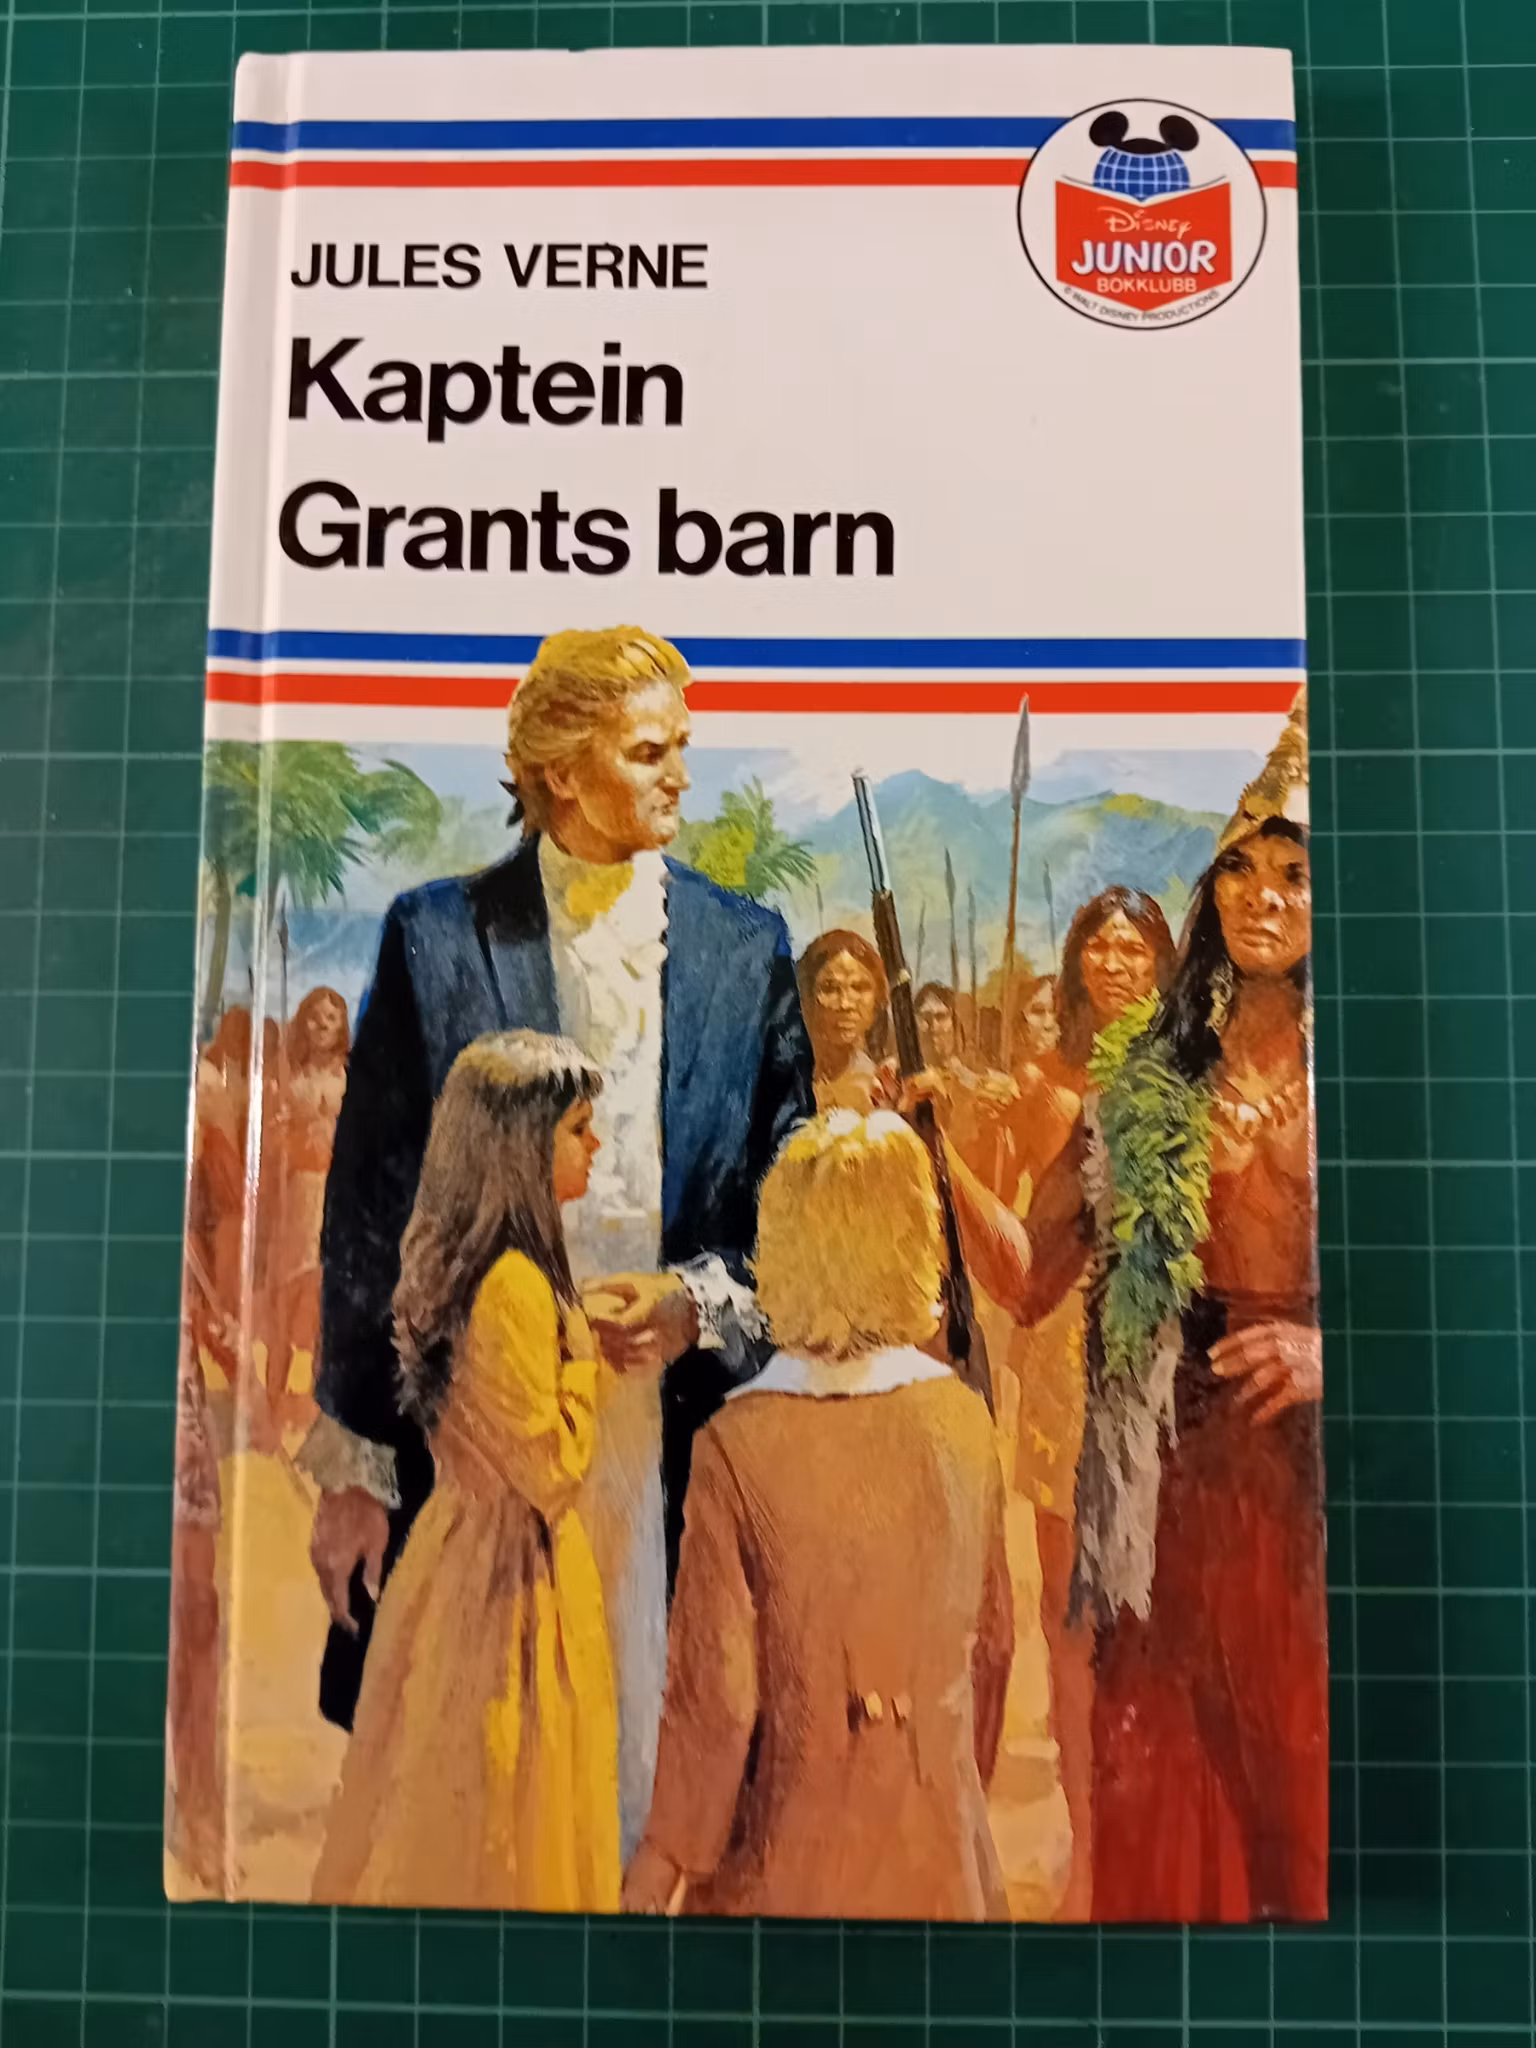 JULES VERNE
Kaptein
Grants barn
Disney
JUNIOR
BOKKLUBB
© WALT DISNEY PRODUCTIONS